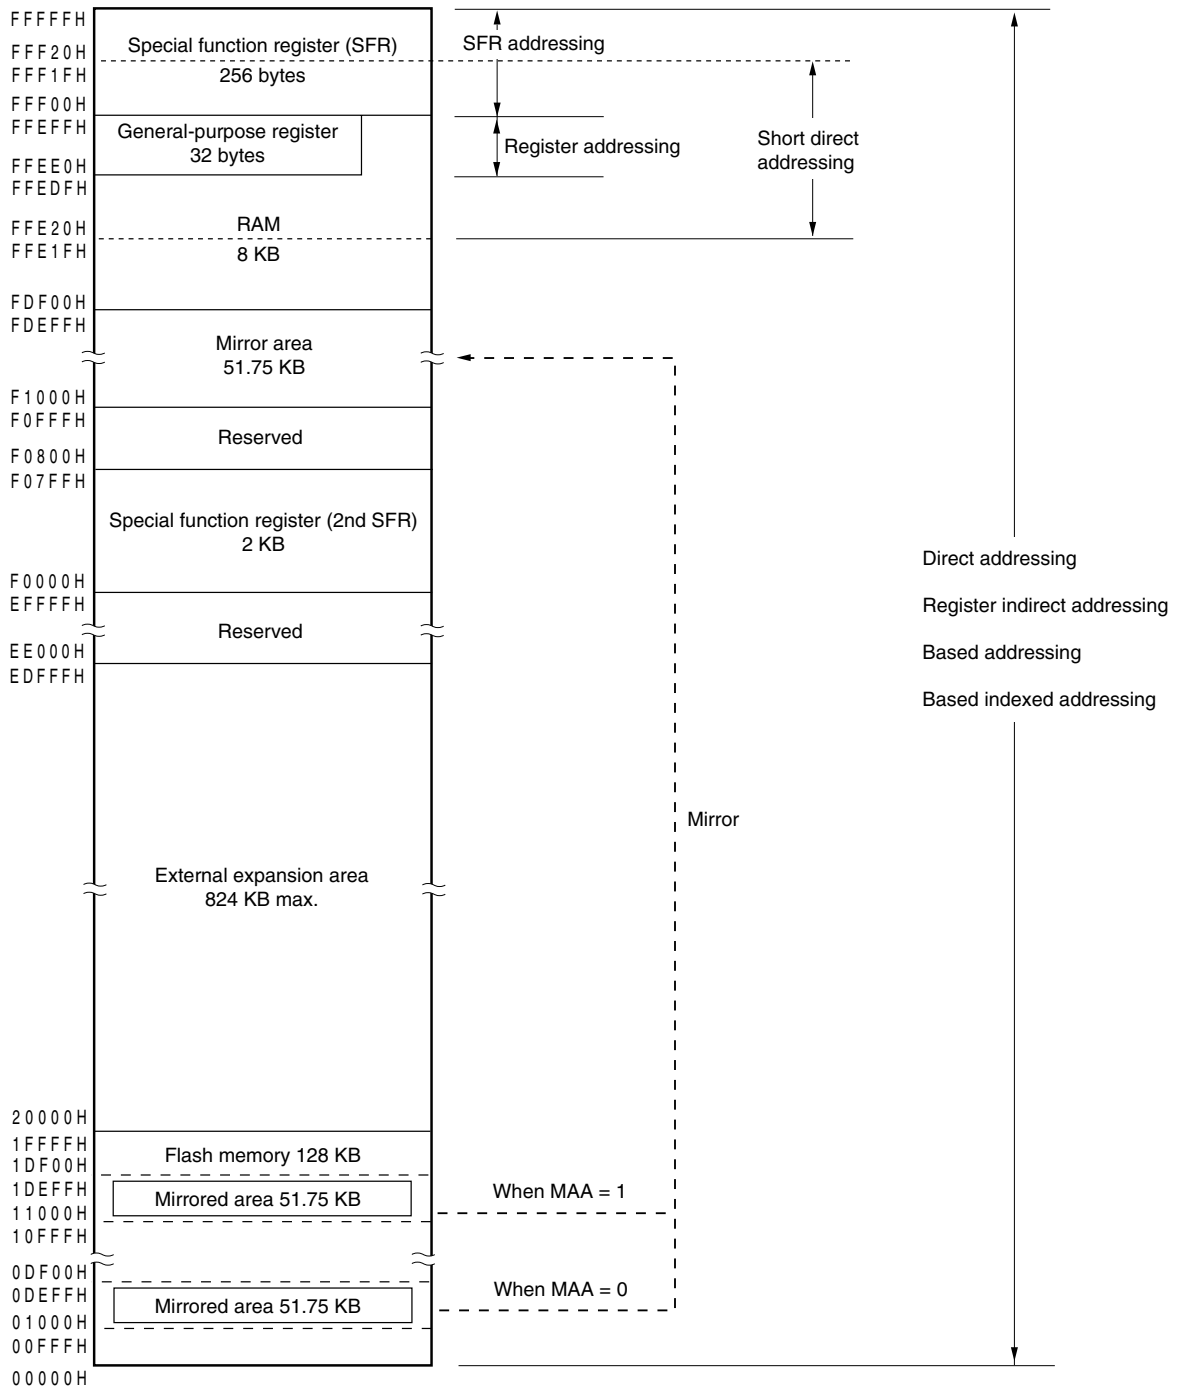 FFFFFH
Special function register (SFR)
256 bytes
SFR addressing
FFF20H
FFF1FH
FFF00H
FFEFFH
General-purpose register
32 bytes
Register addressing
Short direct
addressing
FFEE0H
FFEDFH
RAM
8 KB
FFE20H
FFE1FH
FDF00H
FDEFFH
Mirror area
51.75 KB
F1000H
F0FFFH
Reserved
F0800H
F07FFH
Special function register (2nd SFR)
2 KB
Direct addressing
Register indirect addressing
Based addressing
Based indexed addressing
F0000H
EFFFFH
Reserved
EE000H
EDFFFH
Mirror
External expansion area
824 KB max.
20000H
1FFFFH
Flash memory 128 KB
1DF00H
1DEFFH
Mirrored area 51.75 KB
When MAA = 1
11000H
10FFFH
0DF00H
0DEFFH
Mirrored area 51.75 KB
When MAA = 0
01000H
00FFFH
00000H